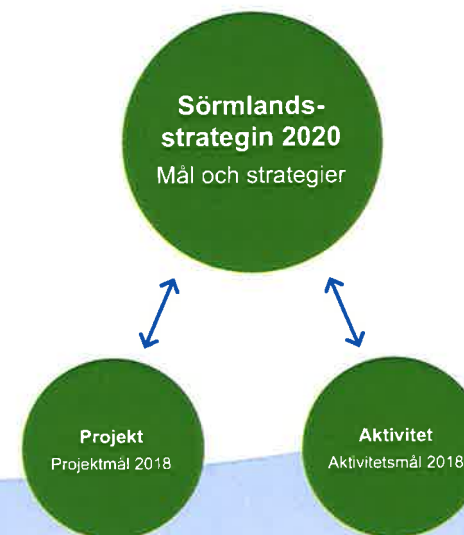 Sörmlands-
strategin 2020
Mål och strategier
Projekt
Projektmål 2018
Aktivitet
Aktivitetsmål 2018